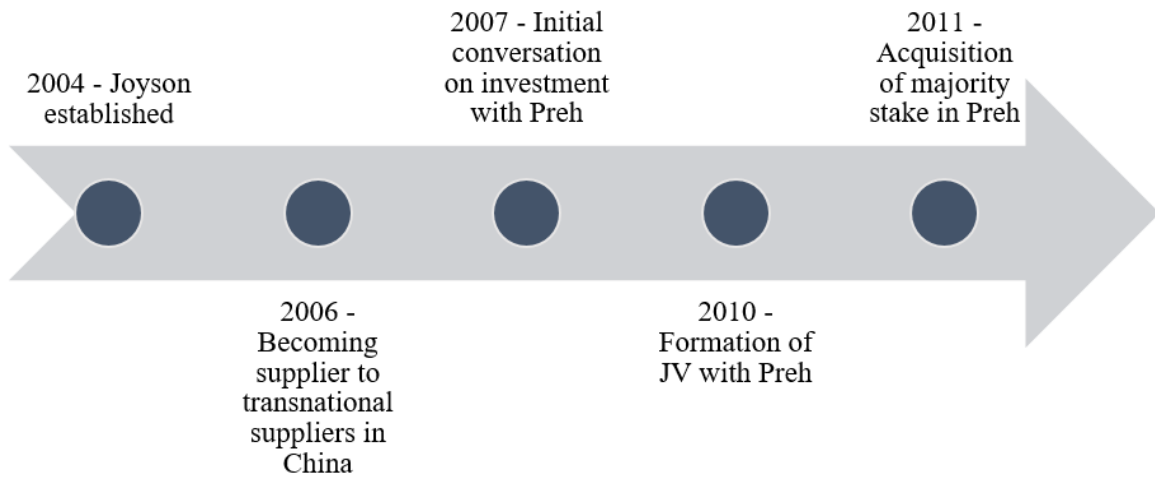 2004 - Joyson
established
2006 -
Becoming
supplier to
transnational
suppliers in
China
2007 - Initial
conversation
on investment
with Preh
2010 -
Formation of
JV with Preh
2011 -
Acquisition
of majority
stake in Preh